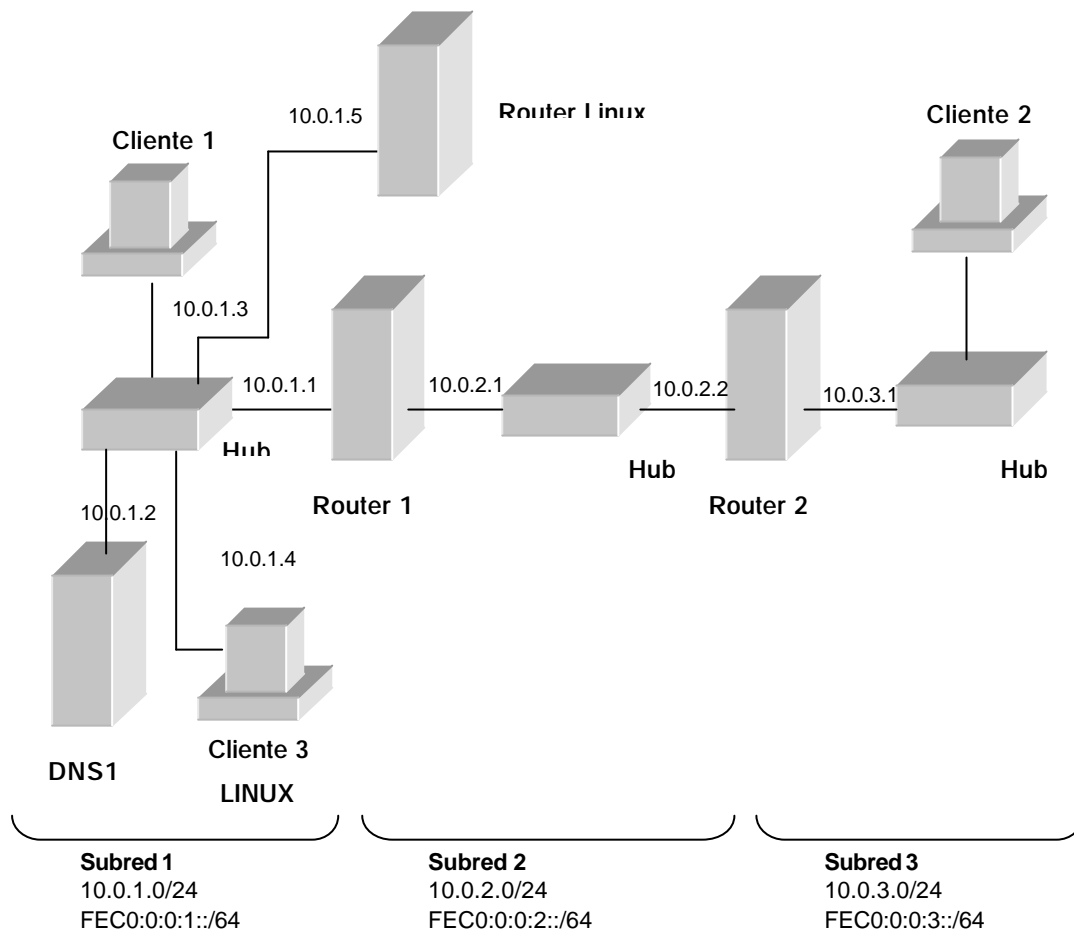 10.0.1.5
Router Linux
Cliente 1
Cliente 2
10.0.1.3
10.0.1.1
10.0.2.1
10.0.2.2
10.0.3.1
Hub
Hub
Hub
Router 1
Router 2
10.0.1.2
10.0.1.4
Cliente 3
LINUX
DNS1
Subred 1
10.0.1.0/24
FEC0:0:0:1::/64
Subred 2
10.0.2.0/24
FEC0:0:0:2::/64
Subred 3
10.0.3.0/24
FEC0:0:0:3::/64